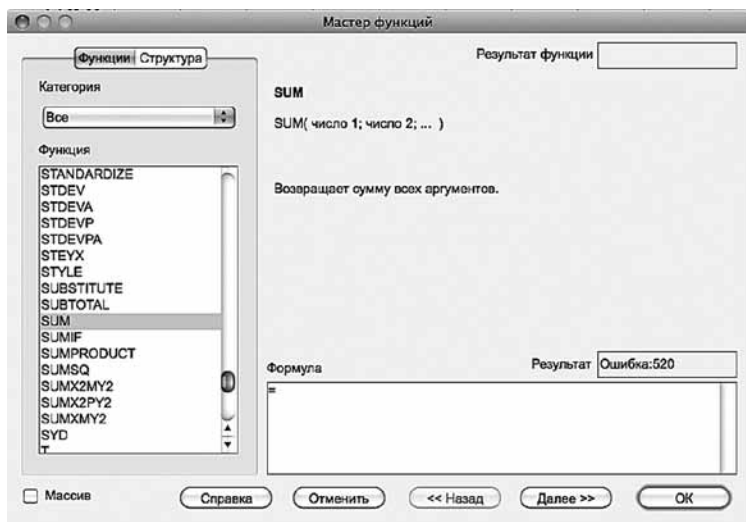 Мастер функций
Функции Структура
Результат функции
Категория
Все
Функция
STANDARDIZE
STDEV
STDEVA
STDEVP
STDEVPA
STEYX
STYLE
SUBSTITUTE
SUBTOTAL
SUM
SUMIF
SUMPRODUCT
SUMSQ
SUMX2MY2
SUMX2PY2
SUMXMY2
SYD
T
SUM
SUM( число 1; число 2; ... )
Возвращает сумму всех аргументов.
Формула
Результат Ошибка:520
=
Массив
Справка
Отменить
<< Назад
Далее >>
OK